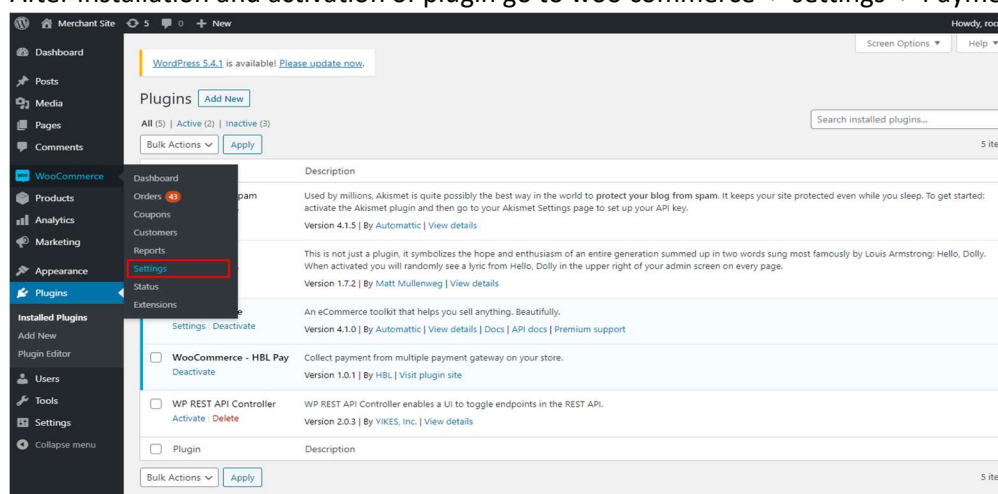 After installation and activation of plugin go to woo commerce → settings → Payme
Merchant Site 5 0 + New Howdy, roo
Screen Options Help
WordPress 5.4.1 is available! Please update now.
Plugins Add New
All (5) | Active (2) | Inactive (3)
Search installed plugins...
Bulk Actions Apply 5 ite
Dashboard
Posts
Media
Pages
Comments
WooCommerce
Products
Analytics
Marketing
Appearance
Plugins
Installed Plugins
Add New
Plugin Editor
Users
Tools
Settings
Collapse menu
Dashboard
Orders 43
Coupons
Customers
Reports
Settings
Status
Extensions
Description
pam
Used by millions, Akismet is quite possibly the best way in the world to protect your blog from spam. It keeps your site protected even while you sleep. To get started:
activate the Akismet plugin and then go to your Akismet Settings page to set up your API key.
Version 4.1.5 | By Automattic | View details
This is not just a plugin, it symbolizes the hope and enthusiasm of an entire generation summed up in two words sung most famously by Louis Armstrong: Hello, Dolly.
When activated you will randomly see a lyric from Hello, Dolly in the upper right of your admin screen on every page.
Version 1.7.2 | By Matt Mullenweg | View details
e
An eCommerce toolkit that helps you sell anything. Beautifully.
Settings | Deactivate
Version 4.1.0 | By Automattic | View details | Docs | API docs | Premium support
WooCommerce - HBL Pay
Collect payment from multiple payment gateway on your store.
Deactivate
Version 1.0.1 | By HBL | Visit plugin site
WP REST API Controller
WP REST API Controller enables a UI to toggle endpoints in the REST API.
Activate | Delete
Version 2.0.3 | By YIKES, Inc. | View details
Plugin Description
Bulk Actions Apply 5 ite